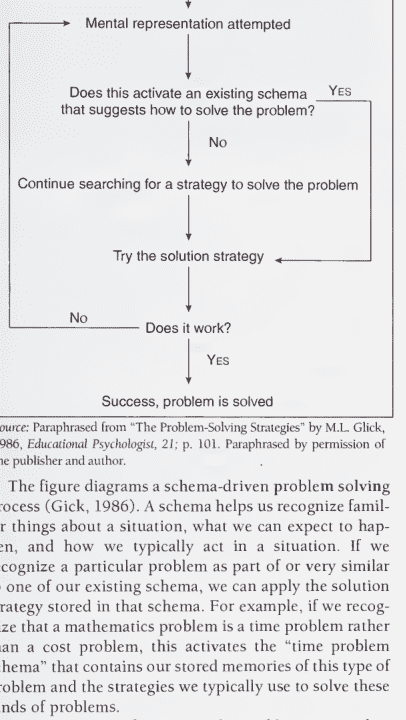 Mental representation attempted
Does this activate an existing schema YES
that suggests how to solve the problem?
No
Continue searching for a strategy to solve the problem
Try the solution strategy
No
Does it work?
YES
Success, problem is solved
ource: Paraphrased from “The Problem-Solving Strategies” by M.L. Glick,
986, Educational Psychologist, 21; p. 101. Paraphrased by permission of
ne publisher and author.
The figure diagrams a schema-driven problem solving
rocess (Gick, 1986). A schema helps us recognize famil-
r things about a situation, what we can expect to hap-
en, and how we typically act in a situation. If we
ecognize a particular problem as part of or very similar
one of our existing schema, we can apply the solution
rategy stored in that schema. For example, if we recog-
ize that a mathematics problem is a time problem rather
an a cost problem, this activates the “time problem
hema” that contains our stored memories of this type of
roblem and the strategies we typically use to solve these
nds of problems.